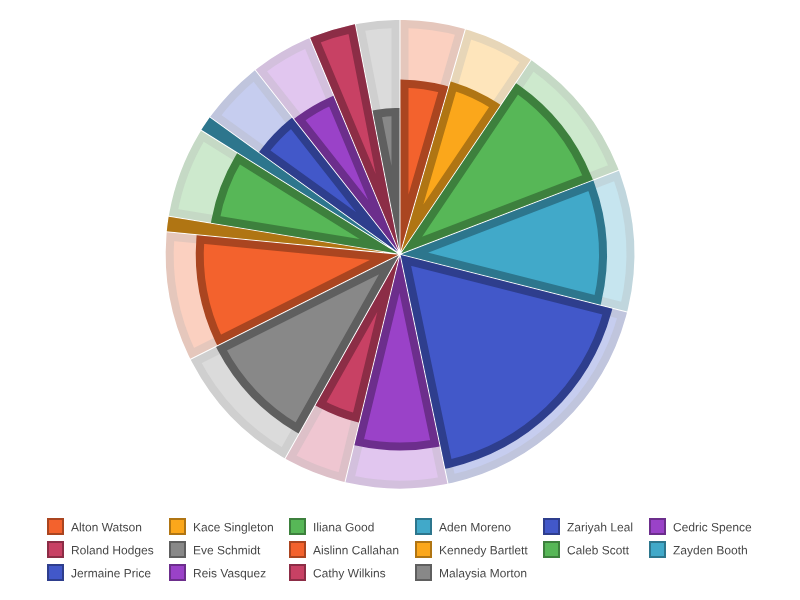 Alton Watson Kace Singleton Iliana Good Aden Moreno Zariyah Leal Cedric Spence
Roland Hodges Eve Schmidt Aislinn Callahan Kennedy Bartlett Caleb Scott Zayden Booth
Jermaine Price Reis Vasquez Cathy Wilkins Malaysia Morton